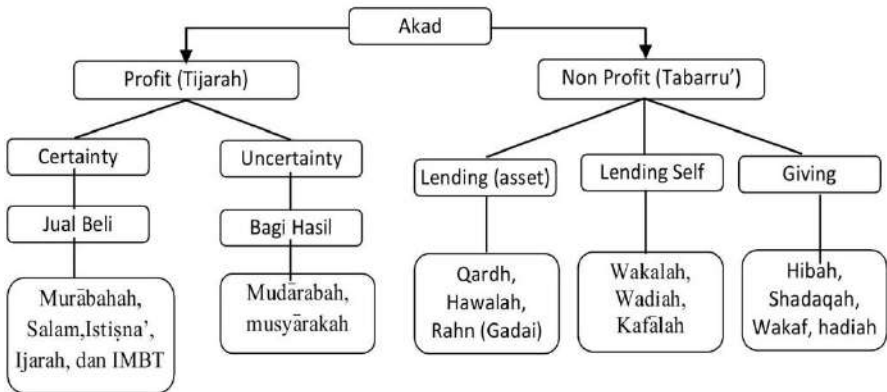 Akad
Profit (Tijarah)
Non Profit (Tabarru’)
Certainty
Uncertainty
Lending (asset)
Lending Self
Giving
Jual Beli
Bagi Hasil
Murābahah,
Salam,Istiṣna’,
Ijarah, dan IMBT
Mudārabah,
musyārakah
Qardh,
Hawalah,
Rahn (Gadai)
Wakalah,
Wadiah,
Kafālah
Hibah,
Shadaqah,
Wakaf, hadiah